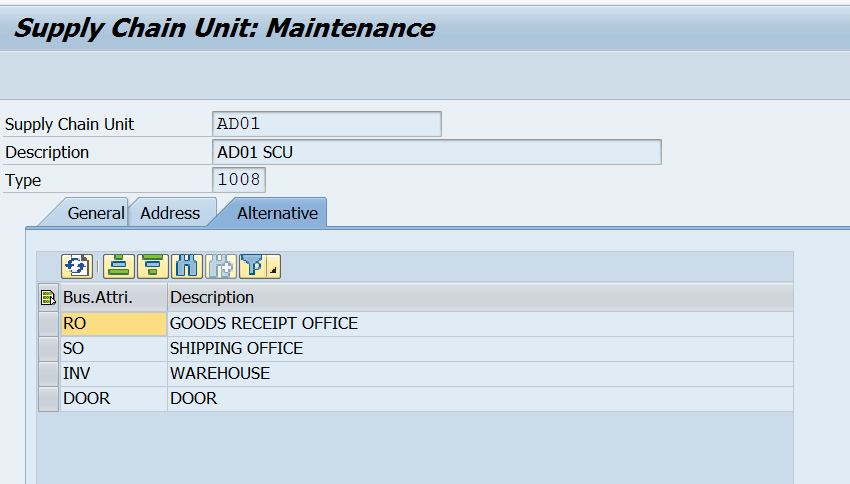 Supply Chain Unit: Maintenance
Supply Chain Unit AD01
Description AD01 SCU
Type 1008
General Address Alternative
Bus.Attri. Description
RO GOODS RECEIPT OFFICE
SO SHIPPING OFFICE
INV WAREHOUSE
DOOR DOOR